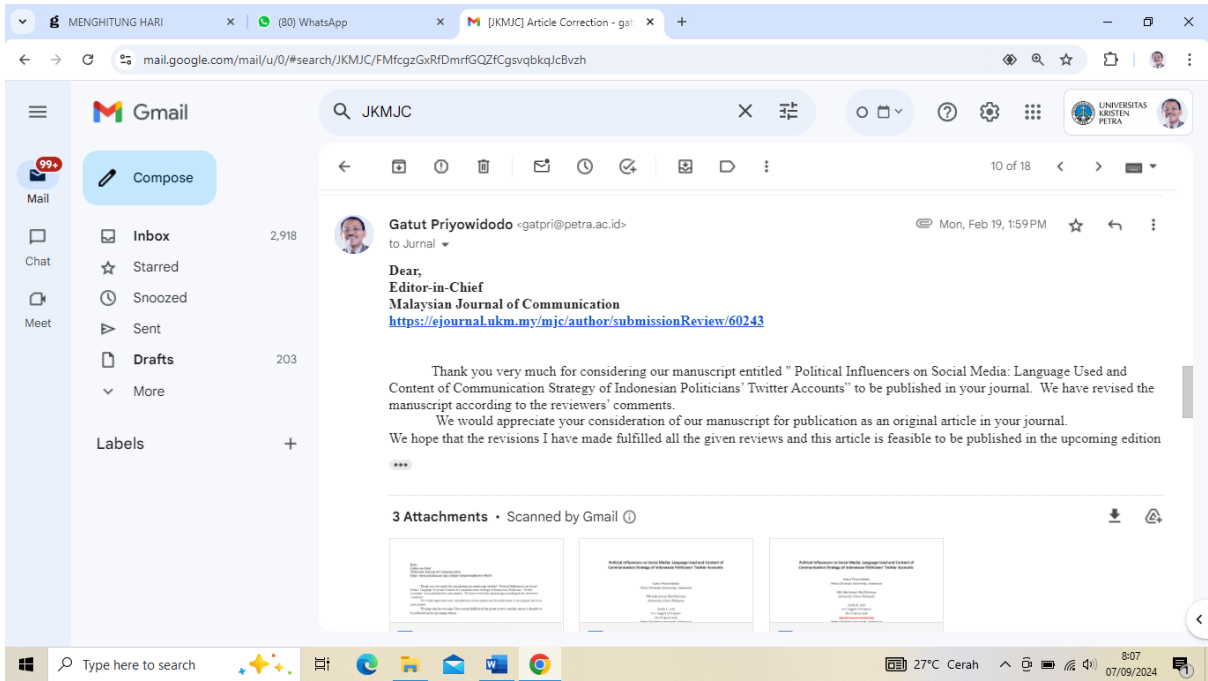 MENGHITUNG HARI
(80) WhatsApp
[JKMJC] Article Correction - gat
mail.google.com/mail/u/0/#search/JKMJC/FMfcgzGxRfDmrfGQZfCgsvqbkqJcBvzh
Gmail
JKMJC
UNIVERSITAS
KRISTEN
PETRA
99+
Mail
Chat
Meet
Compose
Inbox 2,918
Starred
Snoozed
Sent
Drafts 203
More
Labels
10 of 18
Gatut Priyowidodo <gatpri@petra.ac.id>
Mon, Feb 19, 1:59 PM
to Jurnal
Dear,
Editor-in-Chief
Malaysian Journal of Communication
https://ejournal.ukm.my/mjc/author/submissionReview/60243
Thank you very much for considering our manuscript entitled " Political Influencers on Social Media: Language Used and
Content of Communication Strategy of Indonesian Politicians' Twitter Accounts" to be published in your journal. We have revised the
manuscript according to the reviewers' comments.
We would appreciate your consideration of our manuscript for publication as an original article in your journal.
We hope that the revisions I have made fulfilled all the given reviews and this article is feasible to be published in the upcoming edition
3 Attachments • Scanned by Gmail
Political Influencers on Social Media: Language Used and Content of
Communication Strategy of Indonesian Politicians' Twitter Accounts
Political Influencers on Social Media: Language Used and Content of
Communication Strategy of Indonesian Politicians' Twitter Accounts
Type here to search
27°C Cerah
8:07
07/09/2024